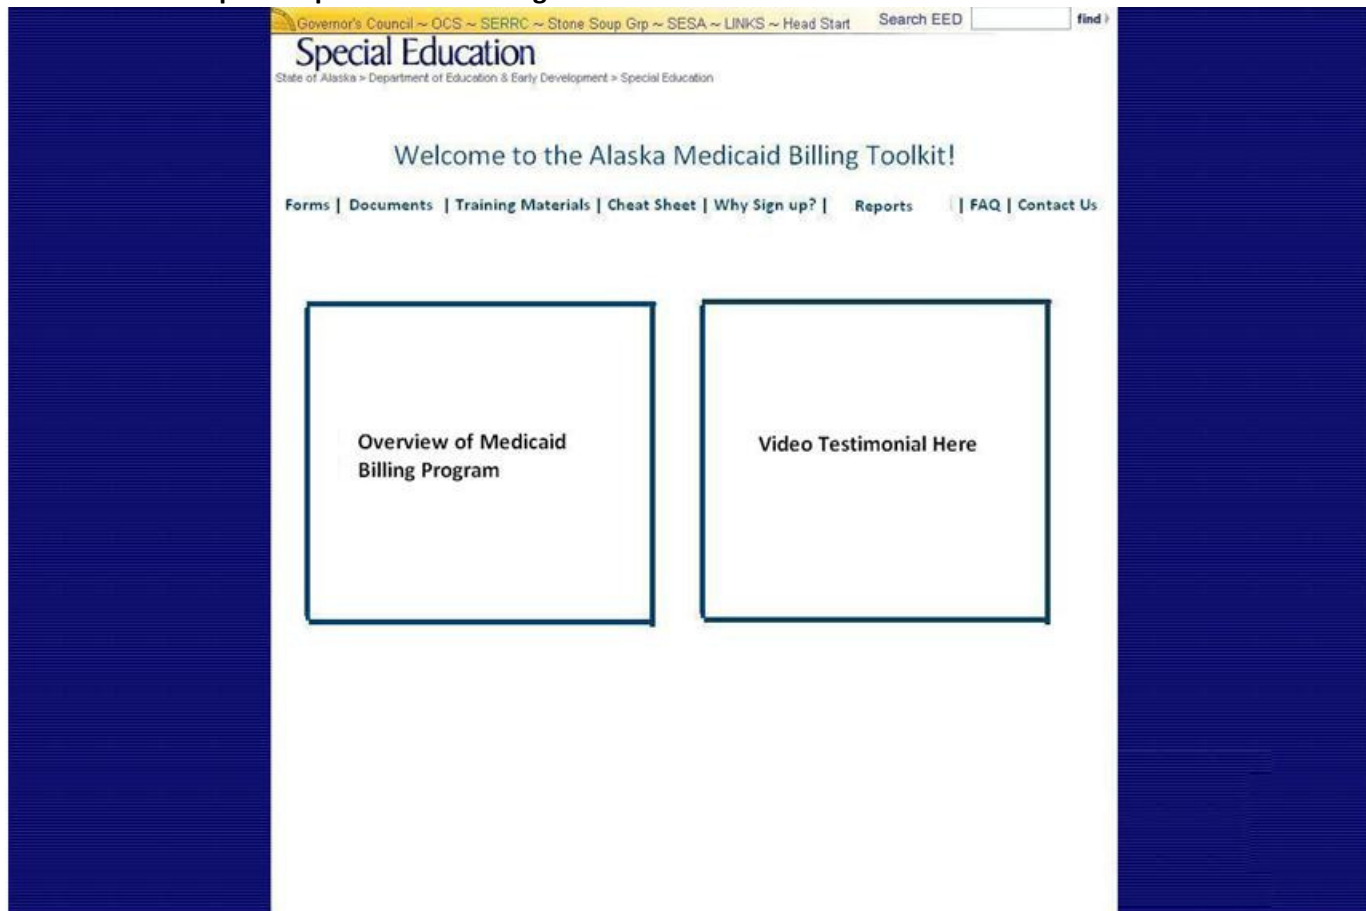 Governor's Council ~ OCS ~ SERRC ~ Stone Soup Grp ~ SESA ~ LINKS ~ Head Start Search EED find
Special Education
State of Alaska > Department of Education & Early Development > Special Education
Welcome to the Alaska Medicaid Billing Toolkit!
Forms | Documents | Training Materials | Cheat Sheet | Why Sign up? | Reports | FAQ | Contact Us
Overview of Medicaid
Billing Program
Video Testimonial Here